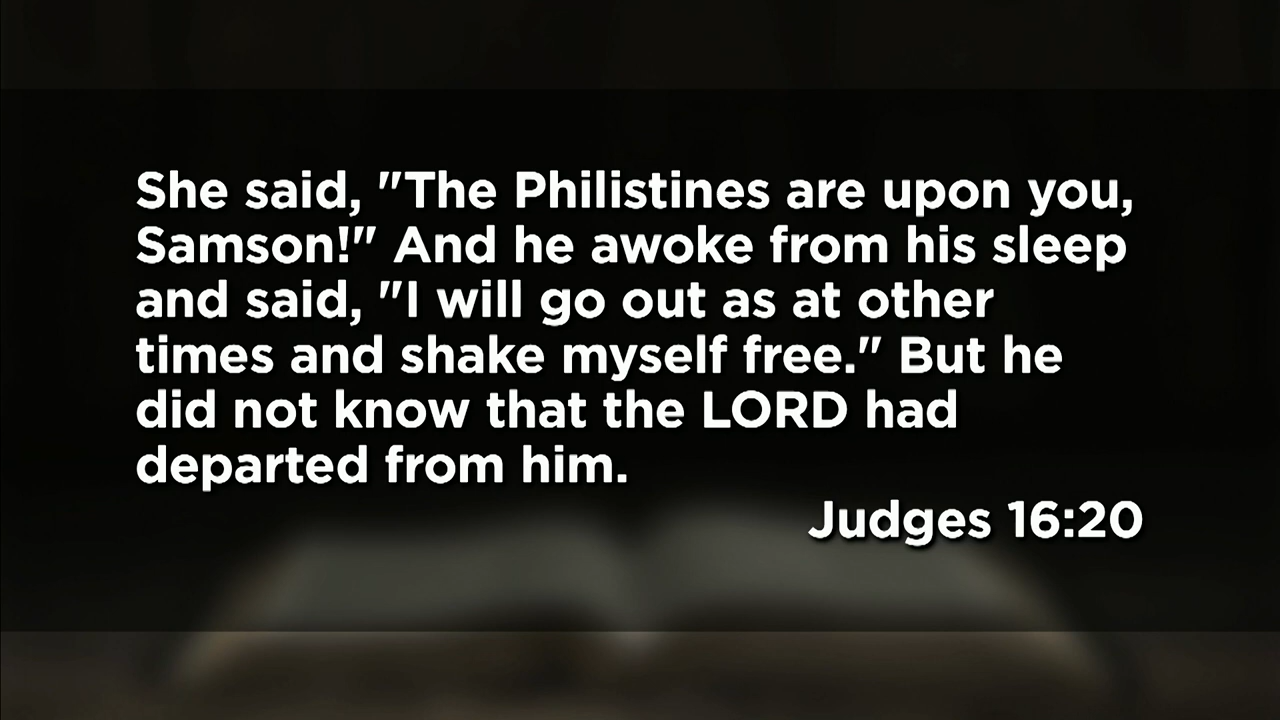 She said, "The Philistines are upon you,
Samson!" And he awoke from his sleep
and said, "I will go out as at other
times and shake myself free." But he
did not know that the LORD had
departed from him.
Judges 16:20